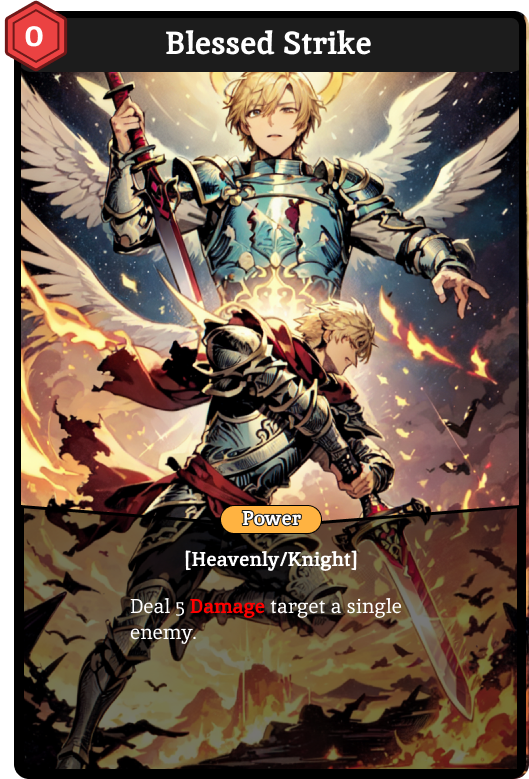 0
Blessed Strike
Power
[Heavenly/Knight]
Deal 5 Damage target a single
enemy.